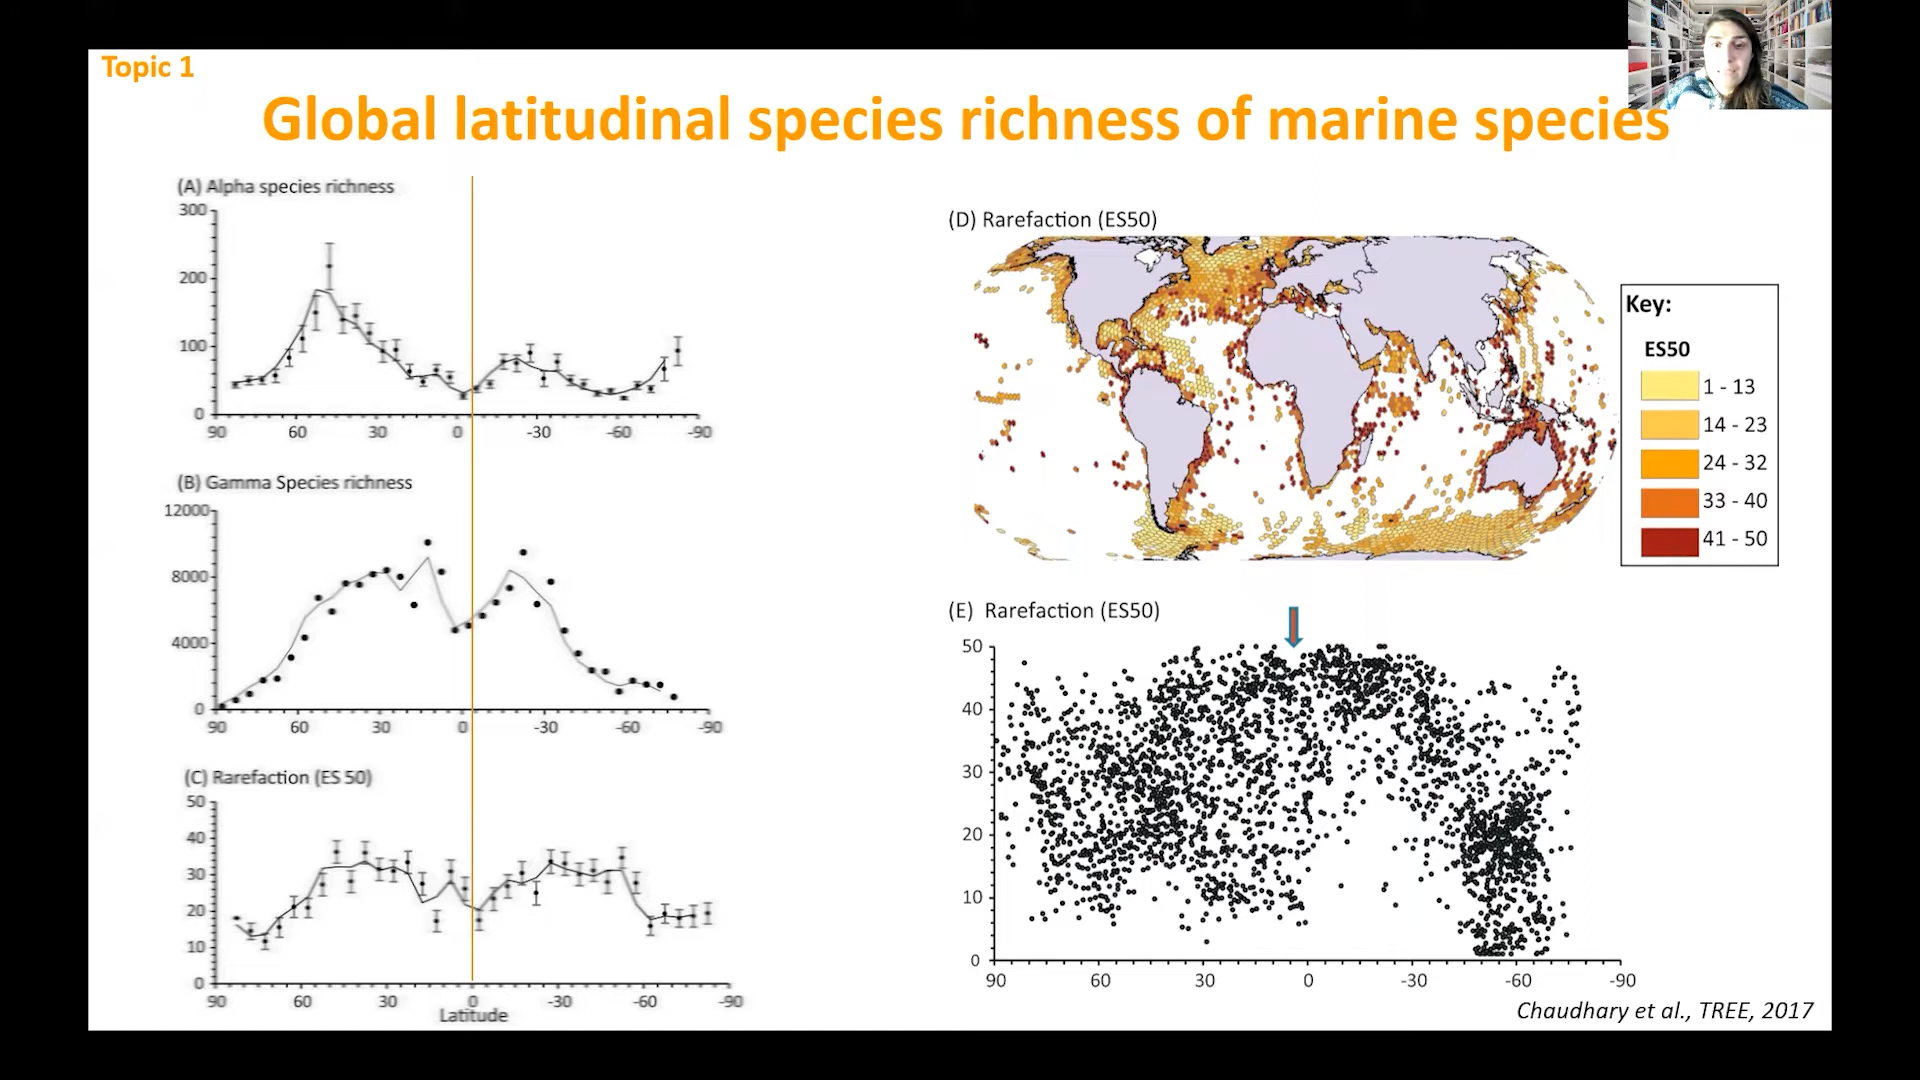 Topic 1
Global latitudinal species richness of marine species
(A) Alpha species richness
300
200
100
0
90 60 30 0 -30 -60 -90
(B) Gamma Species richness
12000
8000
4000
0
90 60 30 0 -30 -60 -90
(C) Rarefaction (ES 50)
50
40
30
20
10
0
90 60 30 0 -30 -60 -90
Latitude
(D) Rarefaction (ES50)
Key:
ES50
1 - 13
14 - 23
24 - 32
33 - 40
41 - 50
(E) Rarefaction (ES50)
50
40
30
20
10
0
90 60 30 0 -30 -60 -90
Chaudhary et al., TREE, 2017